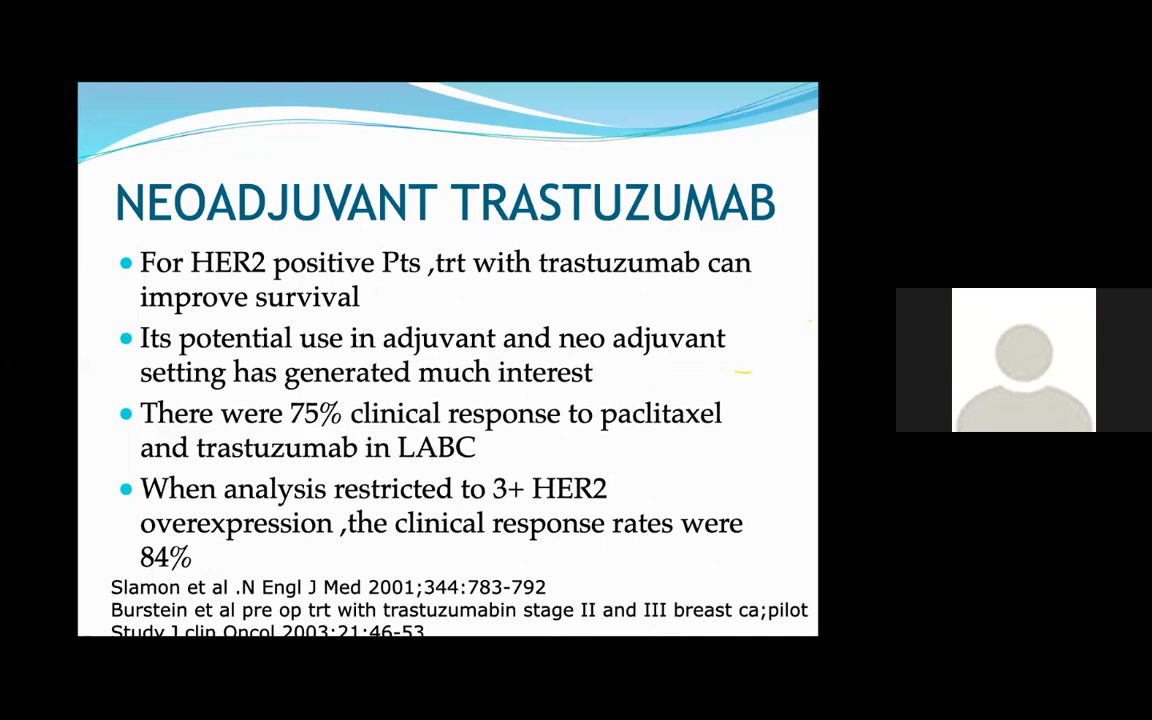 NEOADJUVANT TRASTUZUMAB
For HER2 positive Pts ,trt with trastuzumab can
improve survival
Its potential use in adjuvant and neo adjuvant
setting has generated much interest
There were 75% clinical response to paclitaxel
and trastuzumab in LABC
When analysis restricted to 3+ HER2
overexpression ,the clinical response rates were
84%
Slamon et al .N Engl J Med 2001;344:783-792
Burstein et al pre op trt with trastuzumabin stage II and III breast ca;pilot
Study J clin Oncol 2003;21:46-53